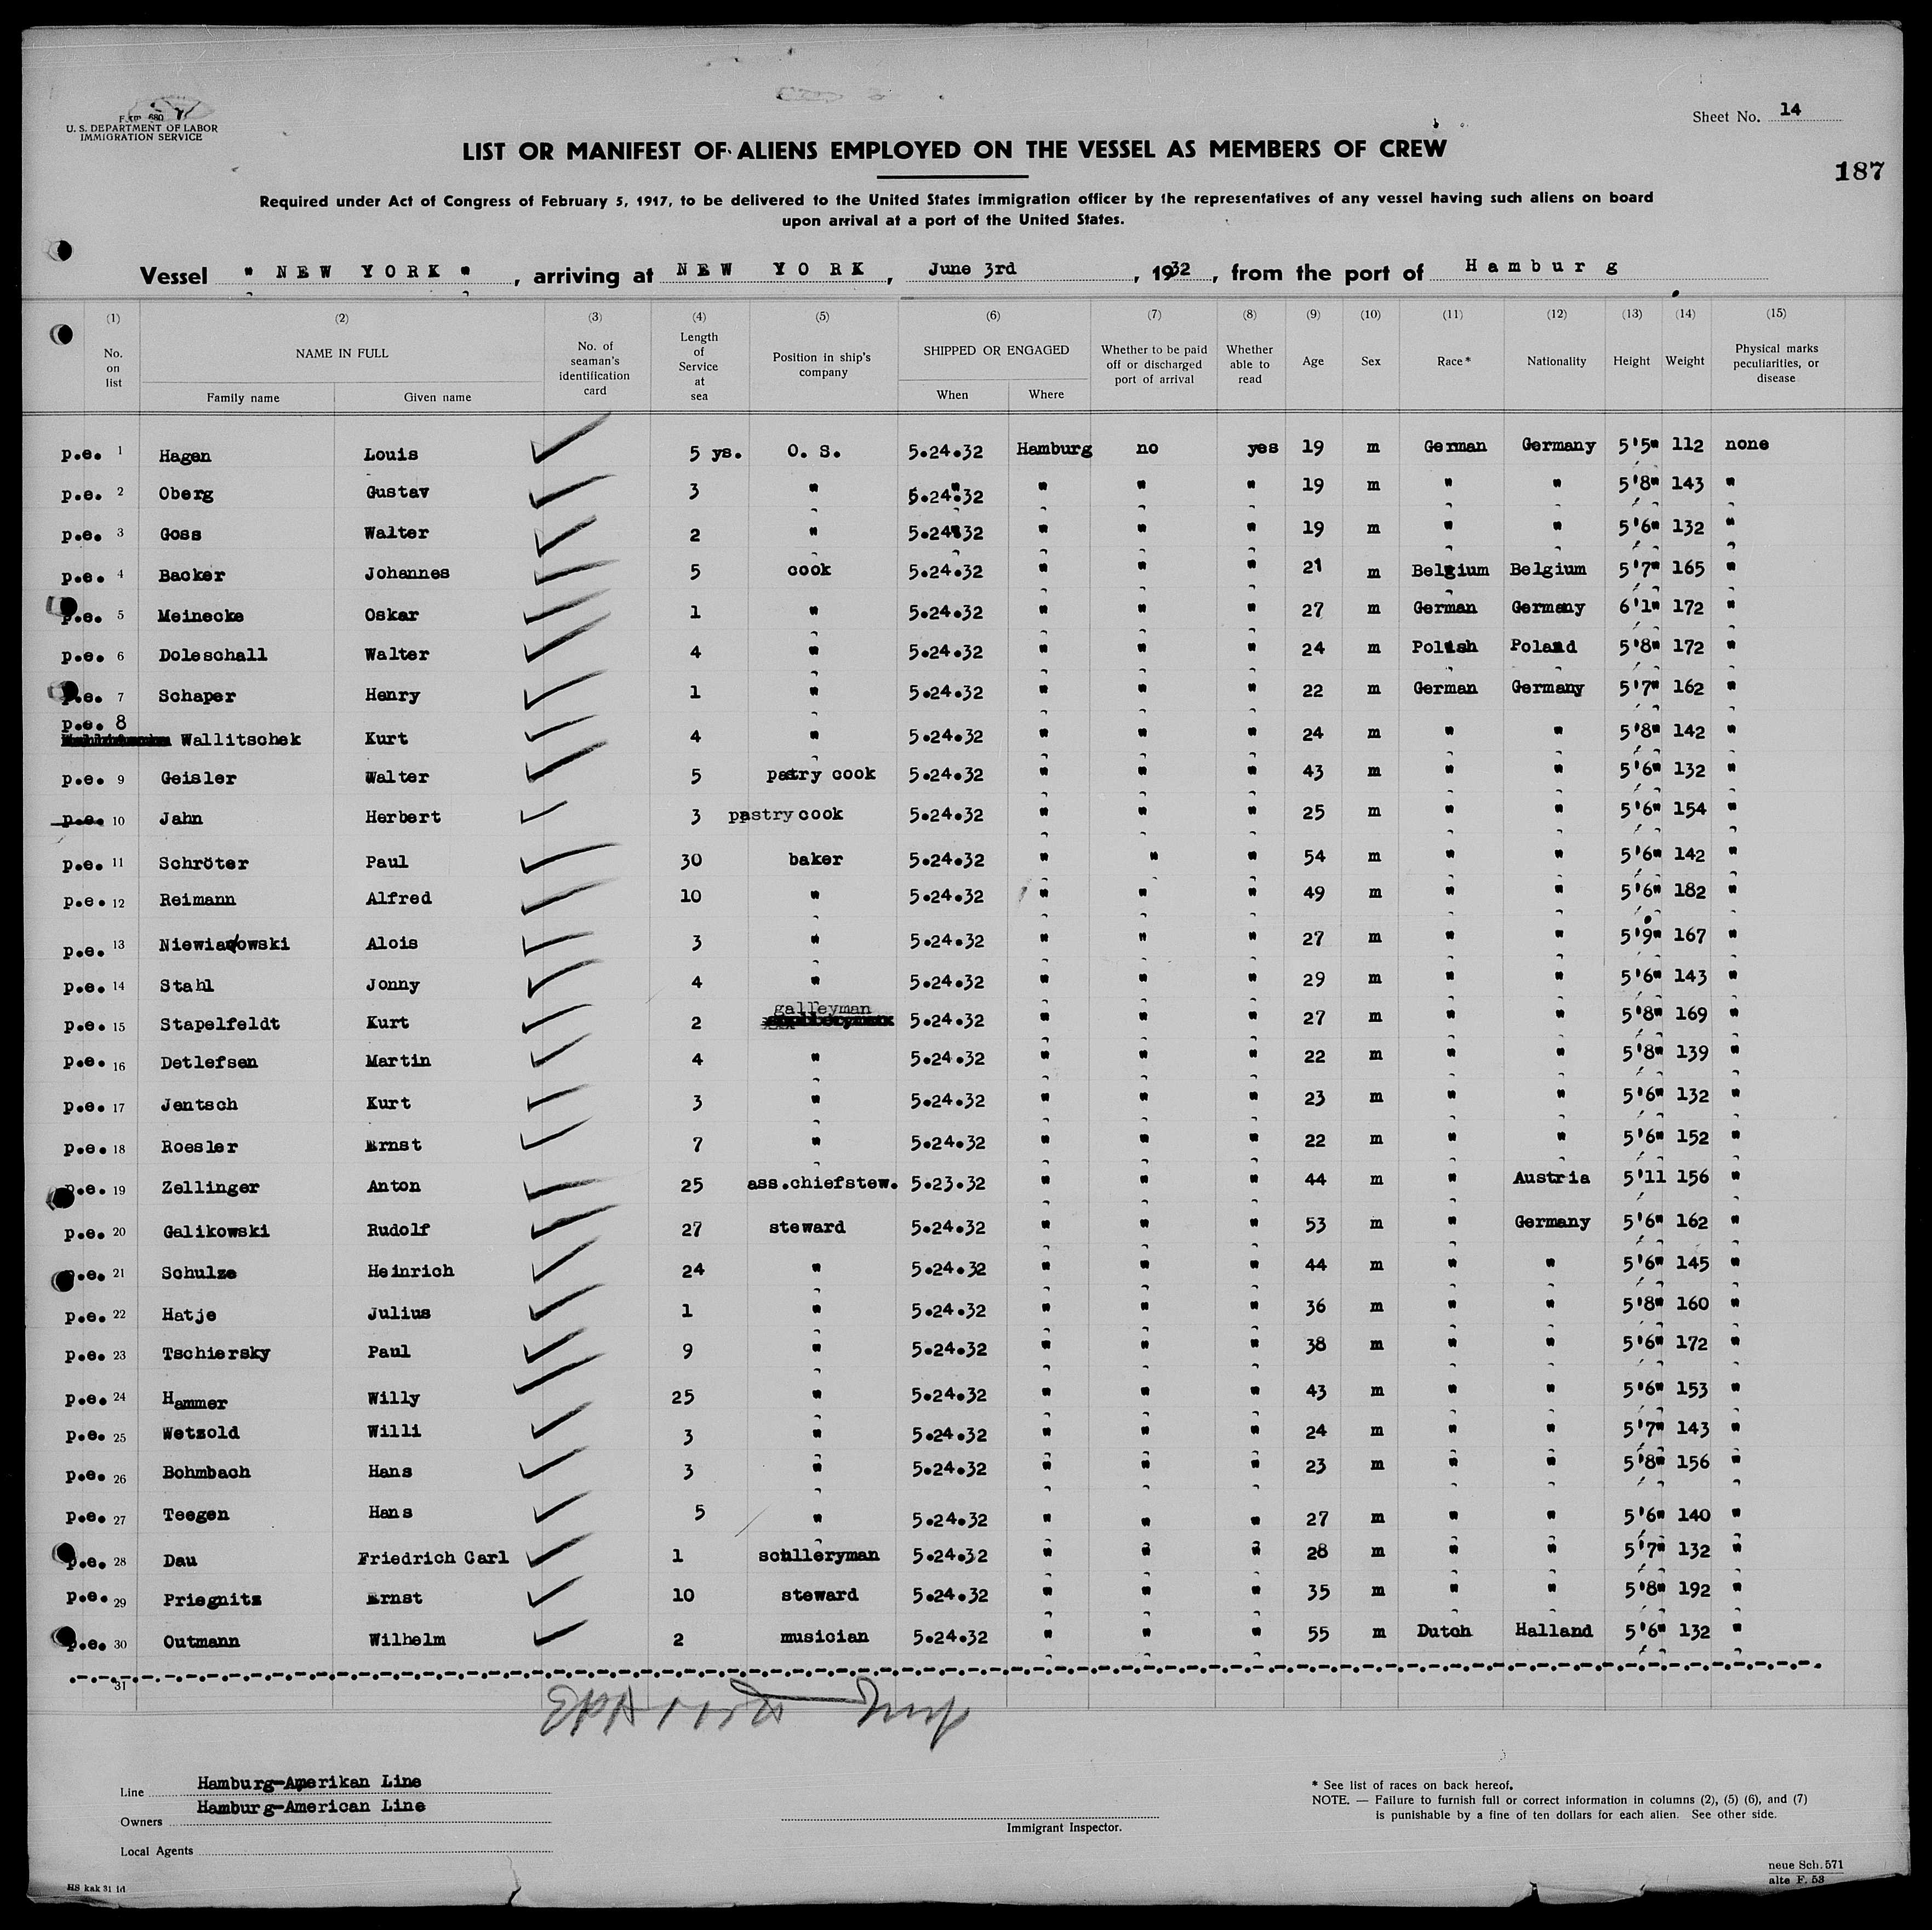 Form 680
U. S. DEPARTMENT OF LABOR
IMMIGRATION SERVICE
Sheet No. 14
LIST OR MANIFEST OF ALIENS EMPLOYED ON THE VESSEL AS MEMBERS OF CREW
187
Required under Act of Congress of February 5, 1917, to be delivered to the United States immigration officer by the representatives of any vessel having such aliens on board
upon arrival at a port of the United States.
Vessel " NEW YORK " , arriving at NEW YORK , June 3rd , 1932 , from the port of Hamburg
(1) (2) (3) (4) (5) (6) (7) (8) (9) (10) (11) (12) (13) (14) (15)
No. on list NAME IN FULL Family name Given name No. of seaman's identification card Length of Service at sea Position in ship's company SHIPPED OR ENGAGED When Where Whether to be paid off or discharged port of arrival Whether able to read Age Sex Race* Nationality Height Weight Physical marks peculiarities, or disease
p.e. 1 Hagen Louis 5 ys. O. S. 5.24.32 Hamburg no yes 19 m German Germany 5'5" 112 none
p.e. 2 Oberg Gustav 3 " 5.24.32 " " " 19 m " " 5'8" 143 "
p.e. 3 Goss Walter 2 " 5.24.32 " " " 19 m " " 5'6" 132 "
p.e. 4 Backer Johannes 5 cook 5.24.32 " " " 21 m Belgium Belgium 5'7" 165 "
p.e. 5 Meinecke Oskar 1 " 5.24.32 " " " 27 m German Germany 6'1" 172 "
p.e. 6 Doleschall Walter 4 " 5.24.32 " " " 24 m Polish Poland 5'8" 172 "
p.e. 7 Schaper Henry 1 " 5.24.32 " " " 22 m German Germany 5'7" 162 "
p.e. 8 Wallitschek Kurt 4 " 5.24.32 " " " 24 m " " 5'8" 142 "
p.e. 9 Geisler Walter 5 pastry cook 5.24.32 " " " 43 m " " 5'6" 132 "
p.e. 10 Jahn Herbert 3 pastry cook 5.24.32 " " " 25 m " " 5'6" 154 "
p.e. 11 Schröter Paul 30 baker 5.24.32 " " " 54 m " " 5'6" 142 "
p.e. 12 Reimann Alfred 10 " 5.24.32 " " " 49 m " " 5'6" 182 "
p.e. 13 Niewiadowski Alois 3 " 5.24.32 " " " 27 m " " 5'9" 167 "
p.e. 14 Stahl Jonny 4 " 5.24.32 " " " 29 m " " 5'6" 143 "
p.e. 15 Stapelfeldt Kurt 2 galleyman 5.24.32 " " " 27 m " " 5'8" 169 "
p.e. 16 Detlefsen Martin 4 " 5.24.32 " " " 22 m " " 5'8" 139 "
p.e. 17 Jentsch Kurt 3 " 5.24.32 " " " 23 m " " 5'6" 132 "
p.e. 18 Roesler Ernst 7 " 5.24.32 " " " 22 m " " 5'6" 152 "
p.e. 19 Zellinger Anton 25 ass.chiefstew. 5.23.32 " " " 44 m " Austria 5'11 156 "
p.e. 20 Galikowski Rudolf 27 steward 5.24.32 " " " 53 m " Germany 5'6" 162 "
p.e. 21 Schulze Heinrich 24 " 5.24.32 " " " 44 m " " 5'6" 145 "
p.e. 22 Hatje Julius 1 " 5.24.32 " " " 36 m " " 5'8" 160 "
p.e. 23 Tschiersky Paul 9 " 5.24.32 " " " 38 m " " 5'6" 172 "
p.e. 24 Hammer Willy 25 " 5.24.32 " " " 43 m " " 5'6" 153 "
p.e. 25 Wetzold Willi 3 " 5.24.32 " " " 24 m " " 5'7" 143 "
p.e. 26 Bohmbach Hans 3 " 5.24.32 " " " 23 m " " 5'8" 156 "
p.e. 27 Teegen Hans 5 " 5.24.32 " " " 27 m " " 5'6" 140 "
p.e. 28 Dau Friedrich Carl 1 sculleryman 5.24.32 " " " 28 m " " 5'7" 132 "
p.e. 29 Priegnitz Ernst 10 steward 5.24.32 " " " 35 m " " 5'8" 192 "
p.e. 30 Outmann Wilhelm 2 musician 5.24.32 " " " 55 m Dutch Halland 5'6" 132 "
31
Line Hamburg-Amerikan Line
Owners Hamburg-American Line
Local Agents
Immigrant Inspector.
* See list of races on back hereof.
NOTE. — Failure to furnish full or correct information in columns (2), (5) (6), and (7)
is punishable by a fine of ten dollars for each alien. See other side.
neue Sch. 571
alte F. 53
HS kak 31 1d